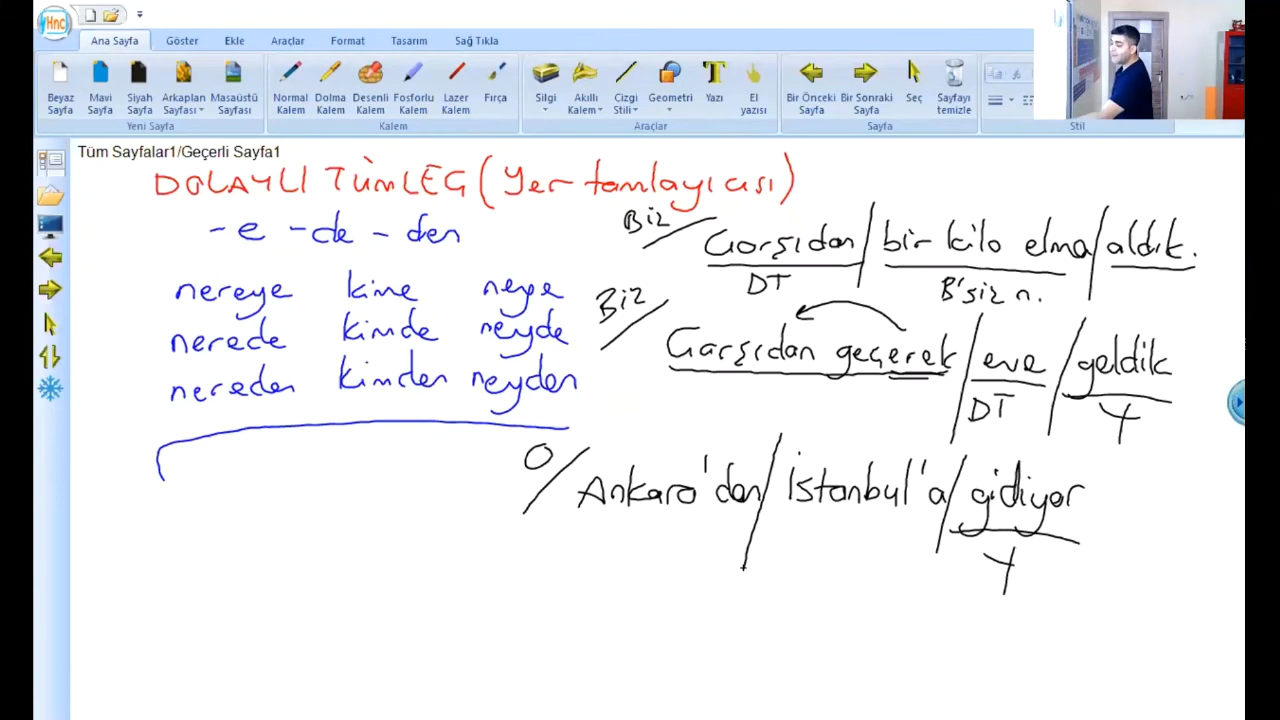 Hnc
Ana Sayfa Göster Ekle Araçlar Format Tasarım Sağ Tıkla
Beyaz Sayfa Mavi Sayfa Siyah Sayfa Arkaplan Sayfası Masaüstü Sayfası Normal Kalem Dolma Kalem Desenli Kalem Fosforlu Kalem Lazer Kalem Fırça Silgi Akıllı Kalem Çizgi Stili Geometri Yazı El yazısı Bir Önceki Sayfa Bir Sonraki Sayfa Seç Sayfayı temizle
Yeni Sayfa Kalem Araçlar Sayfa Stil
Tüm Sayfalar1/Geçerli Sayfa1
DOLAYLI TÜMLEÇ (Yer tamlayıcısı)
-e -de -den
nereye kime neye
nerede kimde neyde
nereden kimden neyden
Biz / Çarşıdan / bir kilo elma / aldık.
DT B'siz n.
Biz / Çarşıdan geçerek / eve / geldik
DT Y
O / Ankara'dan / İstanbul'a / gidiyor
Y